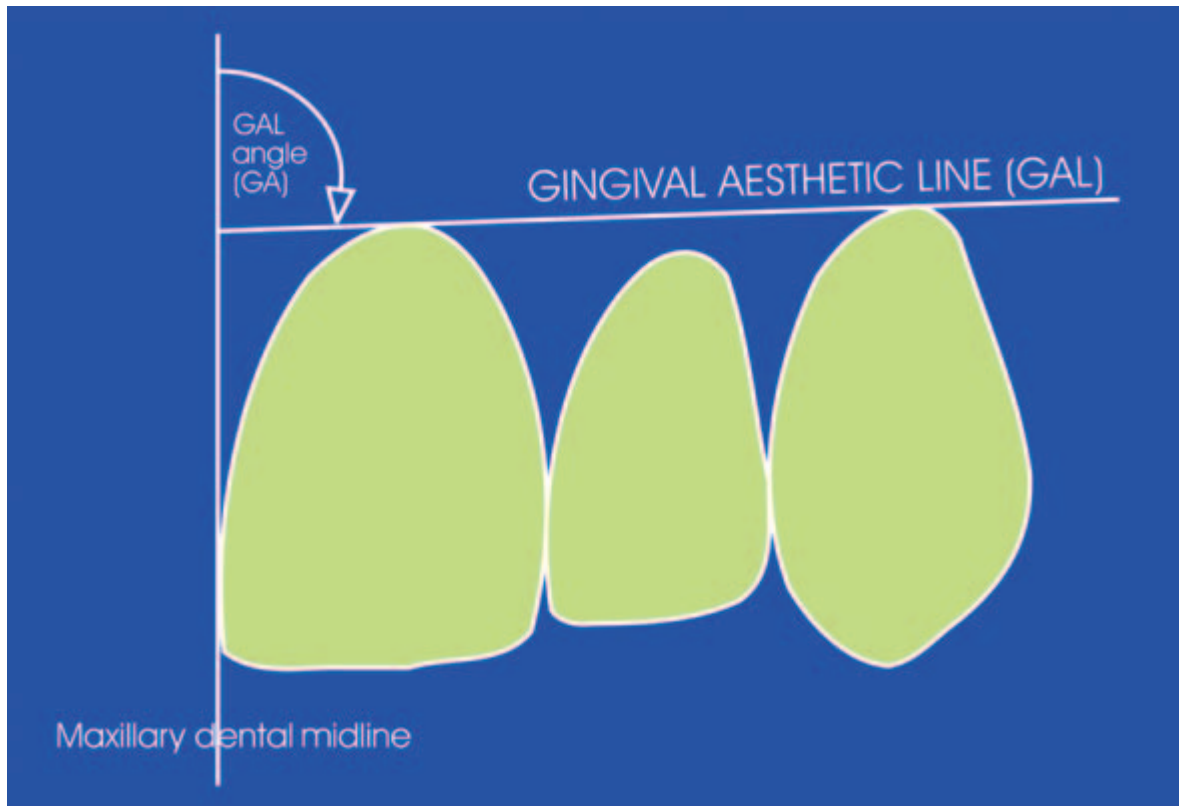 GAL
angle
(GA)
GINGIVAL AESTHETIC LINE (GAL)
Maxillary dental midline